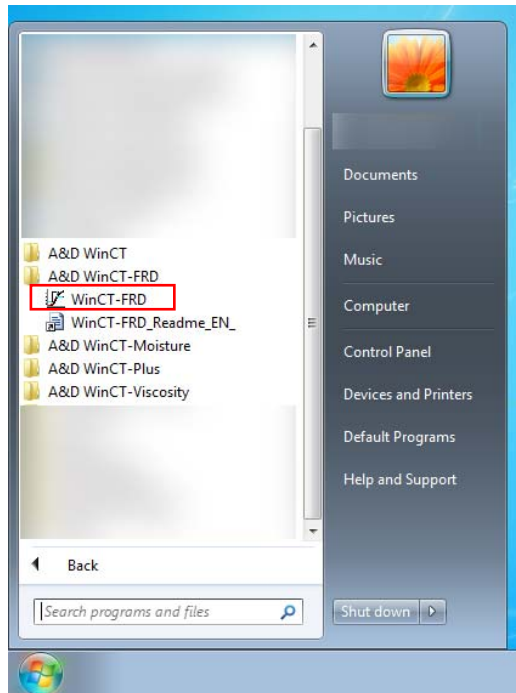 A&D WinCT
A&D WinCT-FRD
WinCT-FRD
WinCT-FRD_Readme_EN_
A&D WinCT-Moisture
A&D WinCT-Plus
A&D WinCT-Viscosity
Back
Search programs and files
Documents
Pictures
Music
Computer
Control Panel
Devices and Printers
Default Programs
Help and Support
Shut down